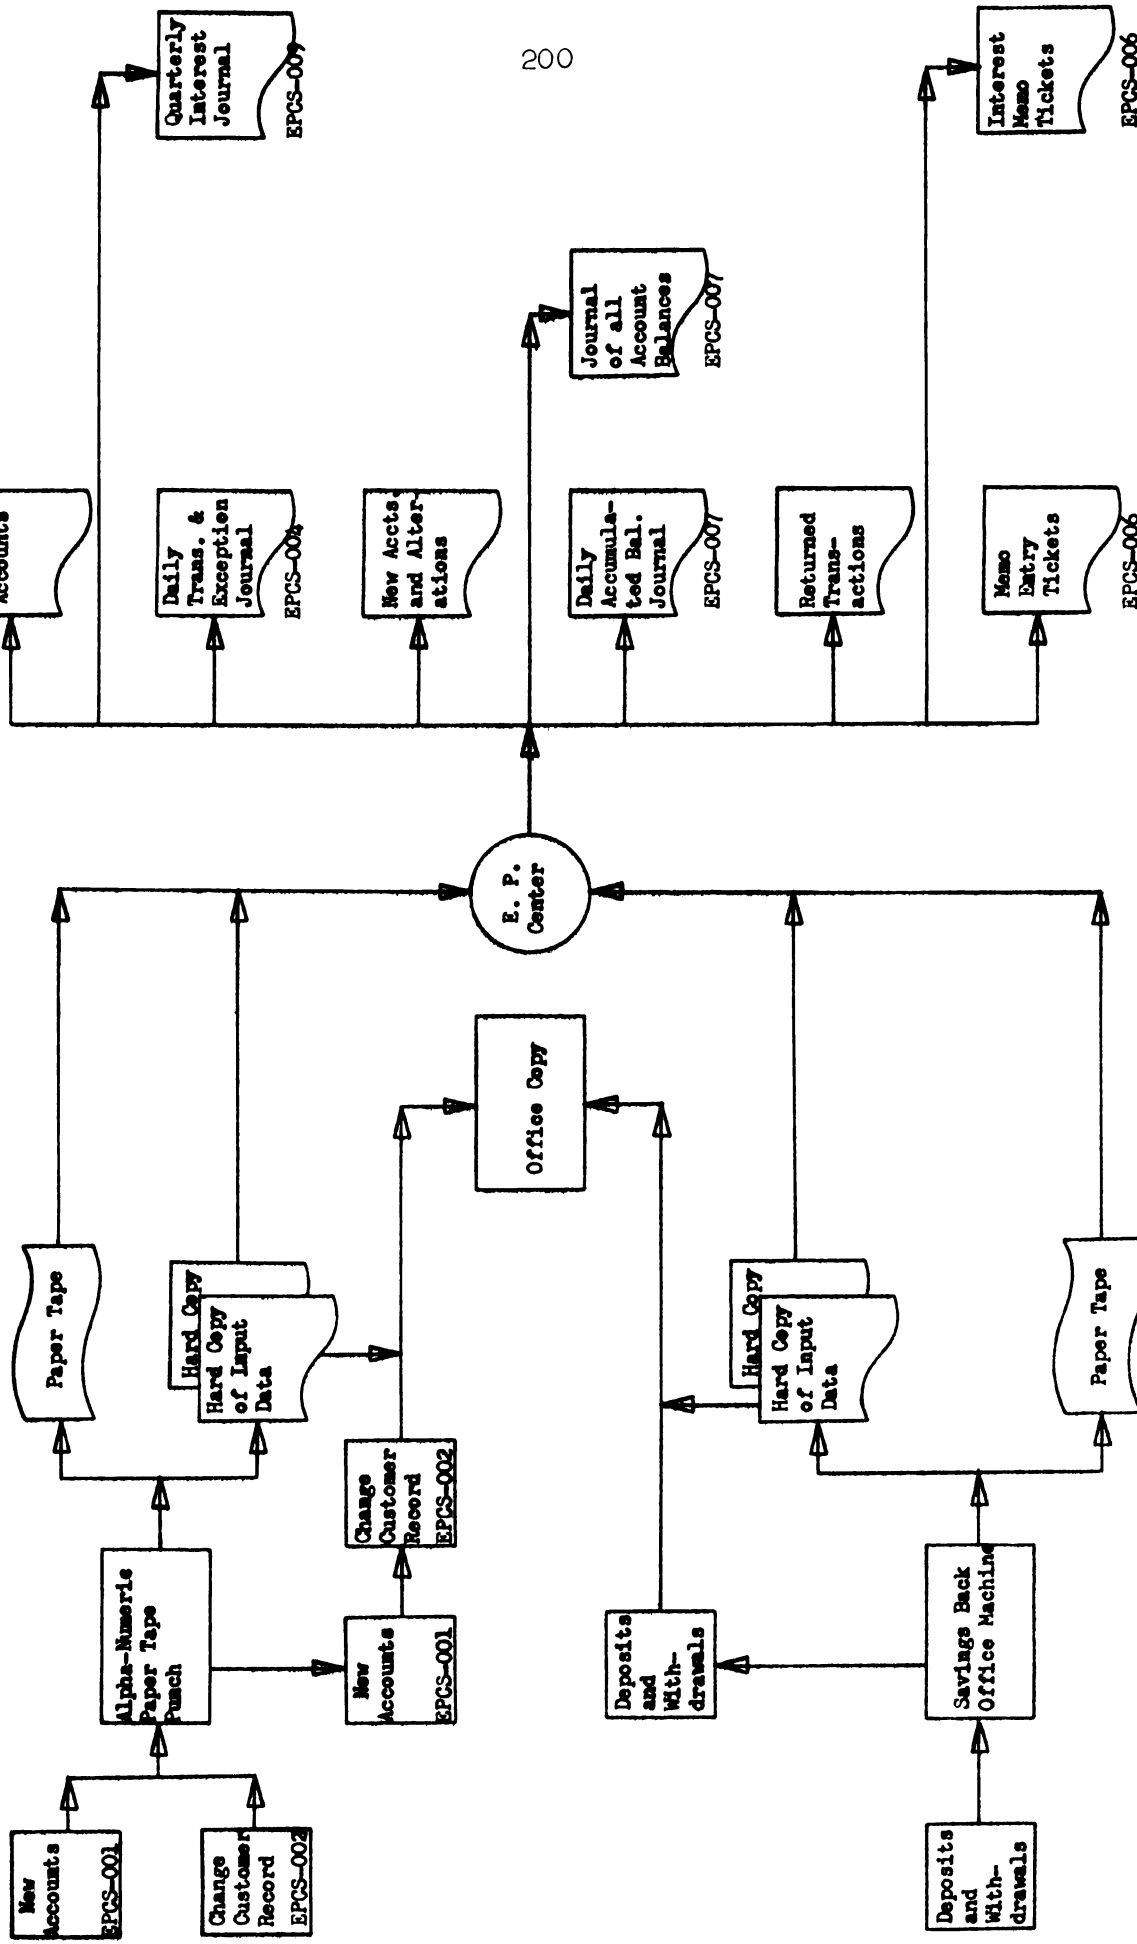 200
New
Accounts
EPCS-001
Change
Customer
Record
EPCS-002
Alpha-Numeric
Paper Tape
Punch
Paper Tape
Hard Copy
Hard Copy
of Input
Data
New
Accounts
EPCS-001
Change
Customer
Record
EPCS-002
Office Copy
Deposits
and
With-
drawals
Savings Back
Office Machine
Deposits
and
With-
drawals
Hard Copy
Hard Copy
of Input
Data
Paper Tape
E. P.
Center
Accounts
Daily
Trans. &
Exception
Journal
EPCS-004
New Accts.
and Alter-
ations
Daily
Accumula-
ted Bal.
Journal
EPCS-007
Returned
Trans-
actions
Memo
Entry
Tickets
EPCS-006
Quarterly
Interest
Journal
EPCS-009
Journal
of all
Account
Balances
EPCS-007
Interest
Memo
Tickets
EPCS-006